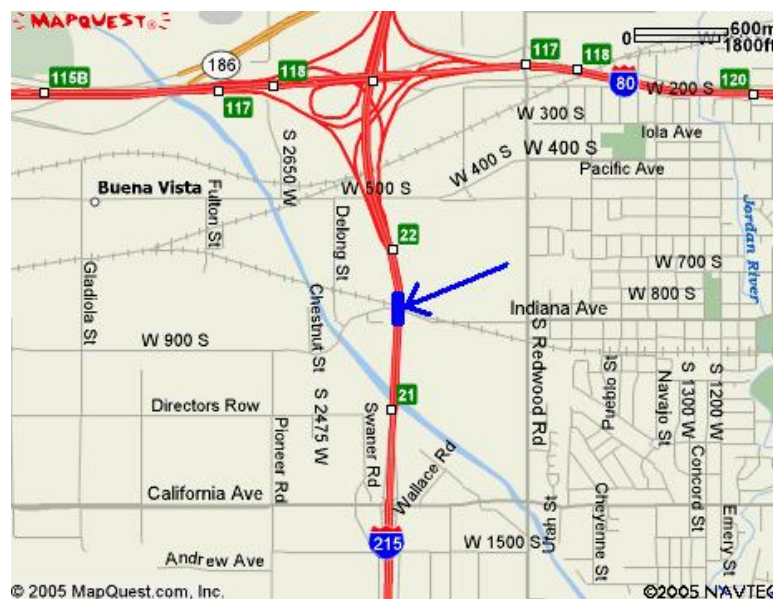 MAPQUEST®
600m
0
1800ft
W
117
118
186
118
115B
117
80
120
W 200 S
W 300 S
Iola Ave
S 2650 W
W 400 S
W 400 S
Pacific Ave
W 500 S
Buena Vista
Fulton St
Delong St
Jordan River
22
W 700 S
Gladiola St
W 800 S
Chestnut St
Indiana Ave
W 900 S
S Redwood Rd
Pueblo St
Navajo St
S 1300 W
S 1200 W
21
Directors Row
S 2475 W
Swaner Rd
Pioneer Rd
Wallace Rd
Concord St
California Ave
Cheyenne St
Emery St
215
W 1500 S
Andrew Ave
© 2005 MapQuest.com, Inc.
©2005 NAVTEQ